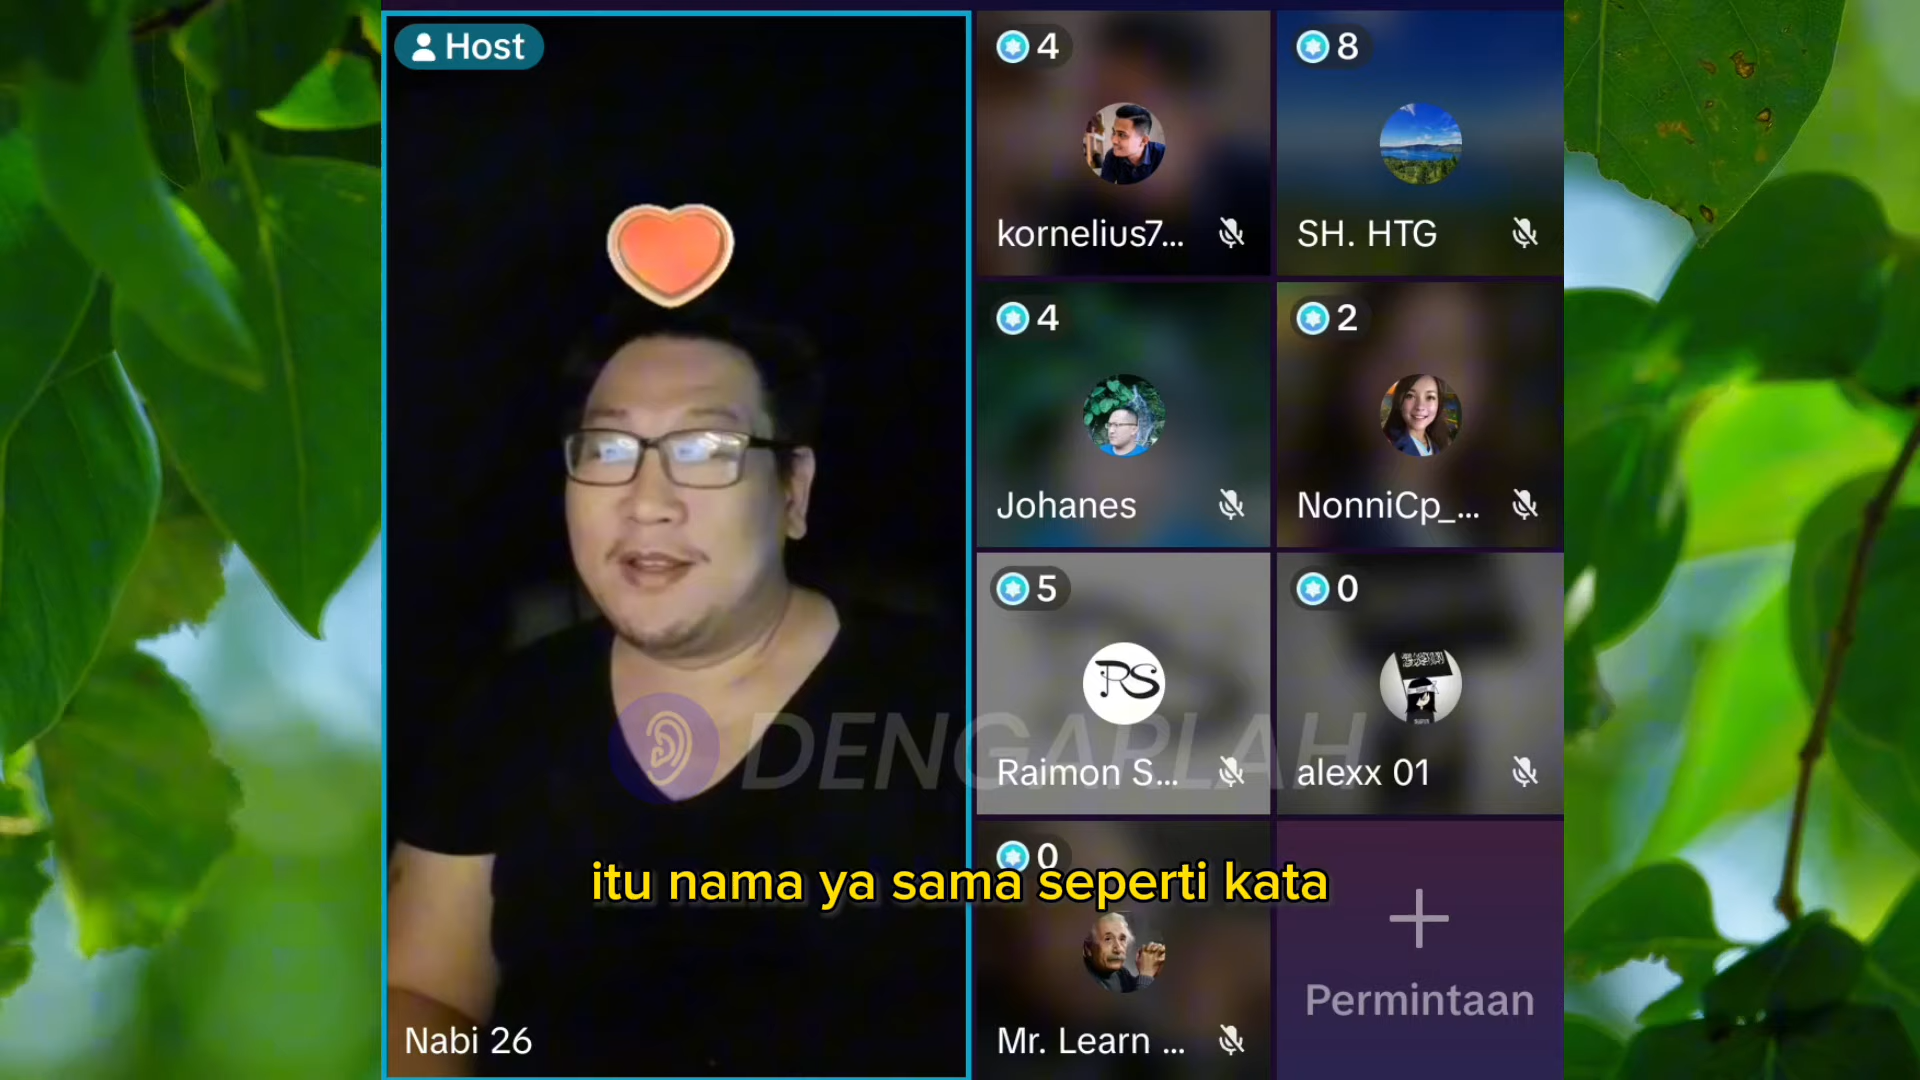 Host
4
8
kornelius7...
SH. HTG
4
2
Johanes
NonniCp_...
5
0
RS
DENGARLAH
Raimon S...
alexx 01
0
itu nama ya sama seperti kata
Permintaan
Nabi 26
Mr. Learn ...